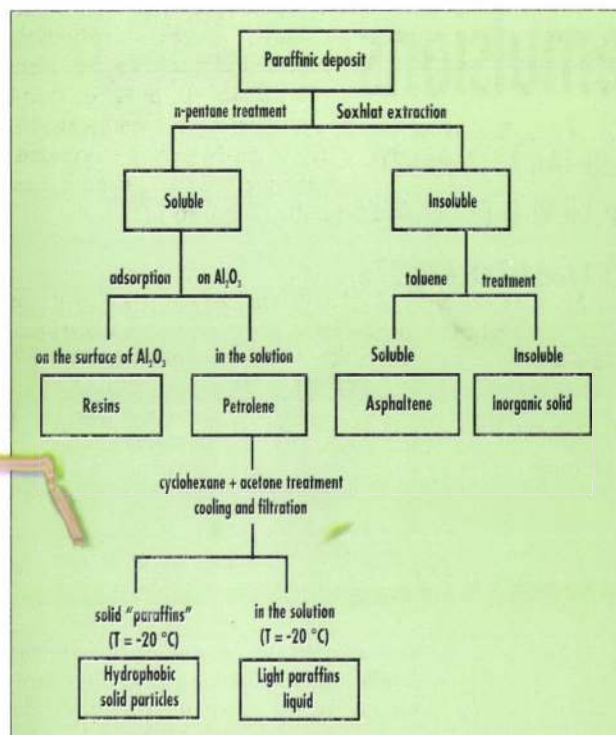 Paraffinic deposit
n-pentane treatment Soxhlat extraction
Soluble Insoluble
adsorption on Al₂O₃ toluene treatment
on the surface of Al₂O₃ in the solution Soluble Insoluble
Resins Petrolene Asphaltene Inorganic solid
cyclohexane + acetone treatment
cooling and filtration
solid "paraffins" in the solution
(T = -20 °C) (T = -20 °C)
Hydrophobic Light paraffins
solid particles liquid